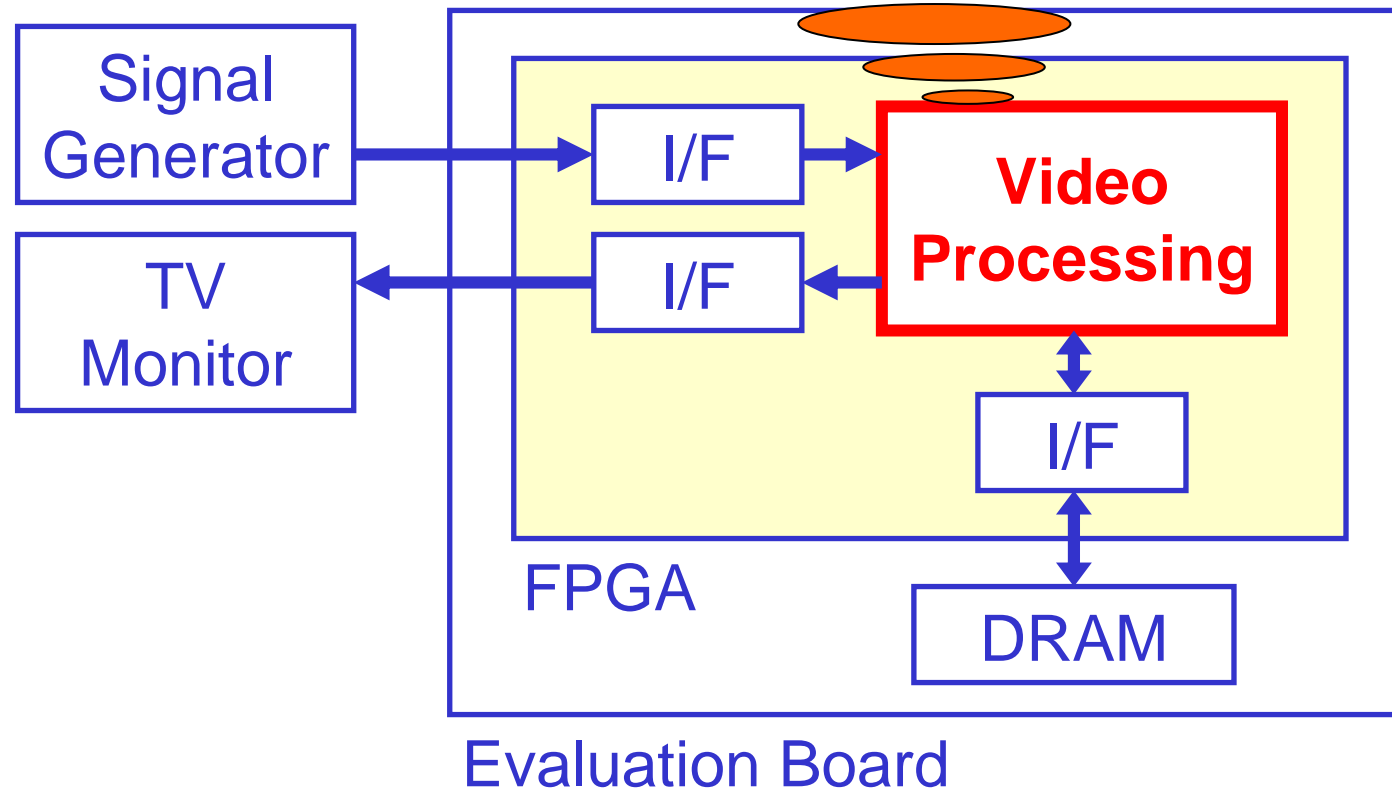 Signal
Generator
I/F
Video
Processing
TV
Monitor
I/F
I/F
FPGA
DRAM
Evaluation Board